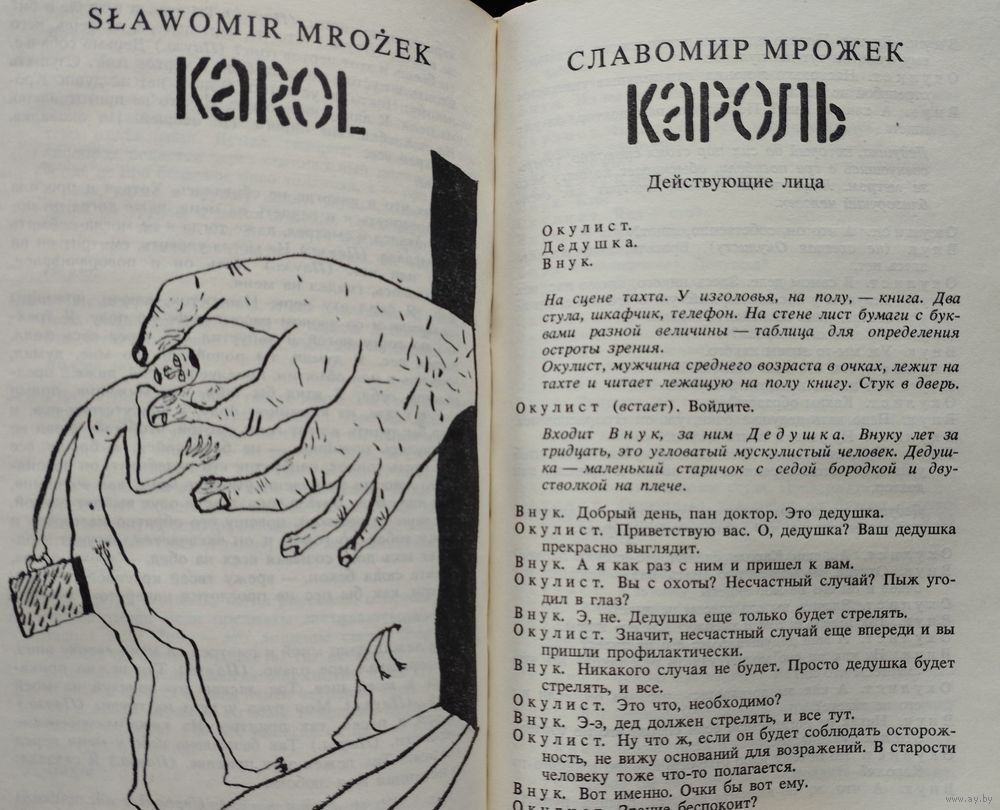 SŁAWOMIR MROŻEK
KAROL
СЛАВОМИР МРОЖЕК
КАРОЛЬ
Действующие лица
Окулист.
Дедушка.
Внук.
На сцене тахта. У изголовья, на полу, — книга. Два
стула, шкафчик, телефон. На стене лист бумаги с бук-
вами разной величины — таблица для определения
остроты зрения.
Окулист, мужчина среднего возраста в очках, лежит на
тахте и читает лежащую на полу книгу. Стук в дверь.
Окулист (встает). Войдите.
Входит Внук, за ним Дедушка. Внуку лет за
тридцать, это угловатый мускулистый человек. Дедуш-
ка — маленький старичок с седой бородкой и дву-
стволкой на плече.
Внук. Добрый день, пан доктор. Это дедушка.
Окулист. Приветствую вас. О, дедушка? Ваш дедушка
прекрасно выглядит.
Внук. А я как раз с ним и пришел к вам.
Окулист. Вы с охоты? Несчастный случай? Пыж уго-
дил в глаз?
Внук. Э, не. Дедушка еще только будет стрелять.
Окулист. Значит, несчастный случай еще впереди и вы
пришли профилактически.
Внук. Никакого случая не будет. Просто дедушка будет
стрелять, и все.
Окулист. Это что, необходимо?
Внук. Э-э, дед должен стрелять, и все тут.
Окулист. Ну что ж, если он будет соблюдать осторож-
ность, не вижу оснований для возражений. В старости
человеку тоже что-то полагается.
Внук. Вот именно. Очки бы вот ему.
Окулист. Зрение беспокоит?
www.ay.by